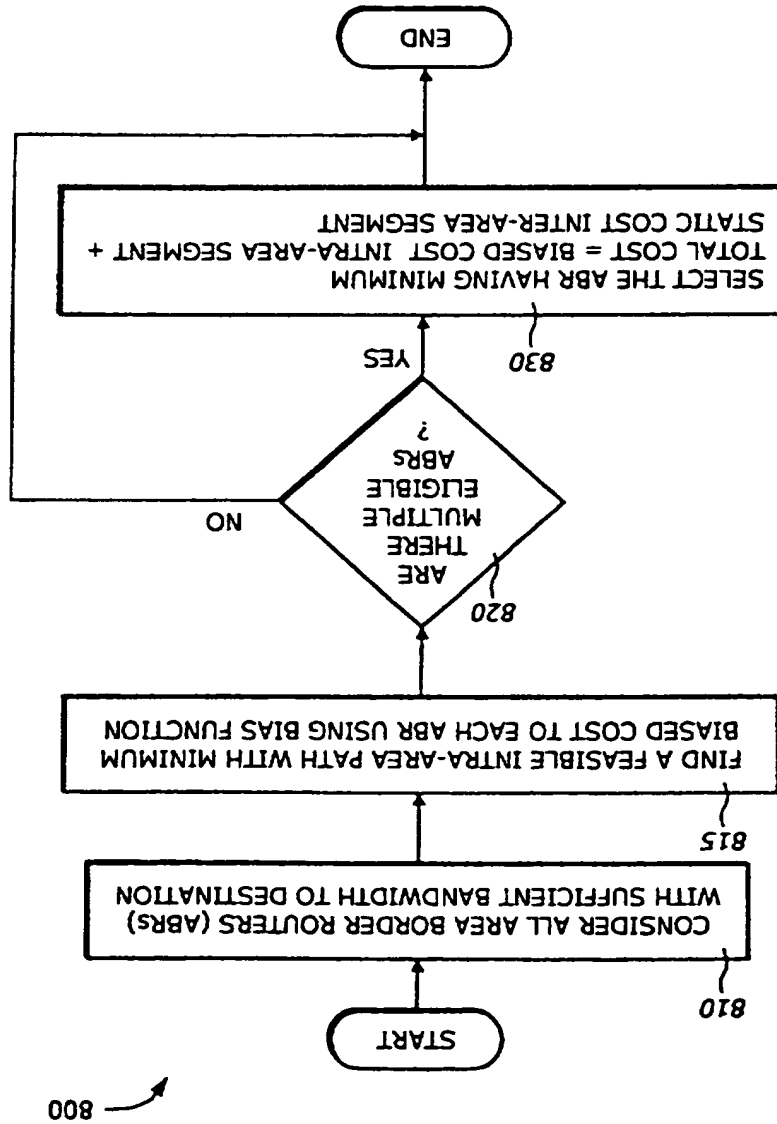 800
START
810
CONSIDER ALL AREA BORDER ROUTERS (ABRs)
WITH SUFFICIENT BANDWIDTH TO DESTINATION
815
FIND A FEASIBLE INTRA-AREA PATH WITH MINIMUM
BIASED COST TO EACH ABR USING BIAS FUNCTION
820
ARE
THERE
MULTIPLE
ELIGIBLE
ABRs
?
NO
YES
830
SELECT THE ABR HAVING MINIMUM
TOTAL COST = BIASED COST INTRA-AREA SEGMENT +
STATIC COST INTER-AREA SEGMENT
END